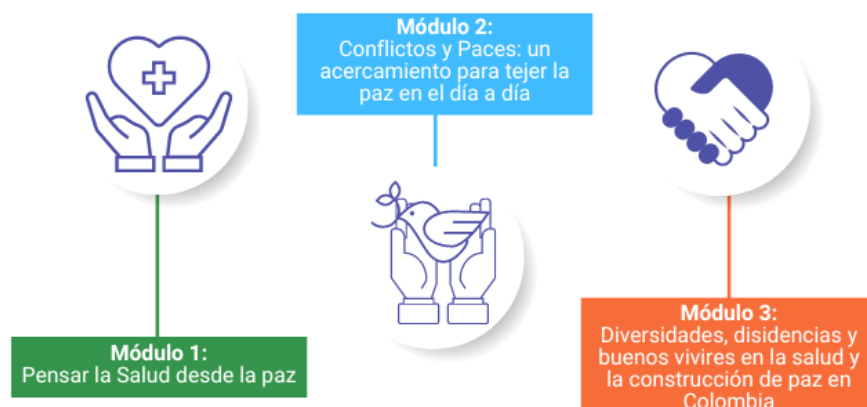 Módulo 1:
Pensar la Salud desde la paz
Módulo 2:
Conflictos y Paces: un
acercamiento para tejer la
paz en el día a día
Módulo 3:
Diversidades, disidencias y
buenos vivires en la salud y
la construcción de paz en
Colombia